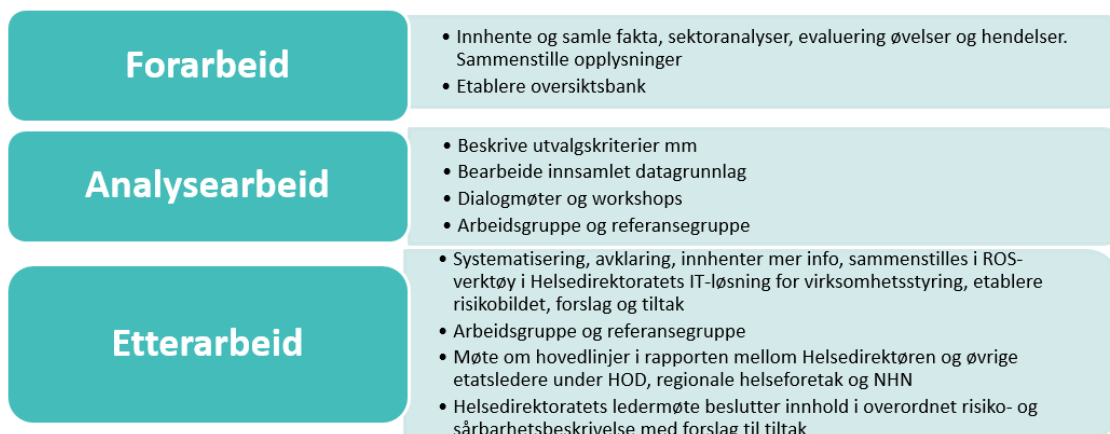 Forarbeid
• Innhente og samle fakta, sektoranalyser, evaluering øvelser og hendelser.
Sammenstille opplysninger
• Etablere oversiktsbank
Analysearbeid
• Beskrive utvalgskriterier mm
• Bearbeide innsamlet datagrunnlag
• Dialogmøter og workshops
• Arbeidsgruppe og referansegruppe
Etterarbeid
• Systematisering, avklaring, innhenter mer info, sammenstilles i ROS-
verktøy i Helsedirektoratets IT-løsning for virksomhetsstyring, etablere
risikobildet, forslag og tiltak
• Arbeidsgruppe og referansegruppe
• Møte om hovedlinjer i rapporten mellom Helsedirektøren og øvrige
etatsledere under HOD, regionale helseforetak og NHN
• Helsedirektoratets ledermøte beslutter innhold i overordnet risiko- og
sårbarhetsbeskrivelse med forslag til tiltak